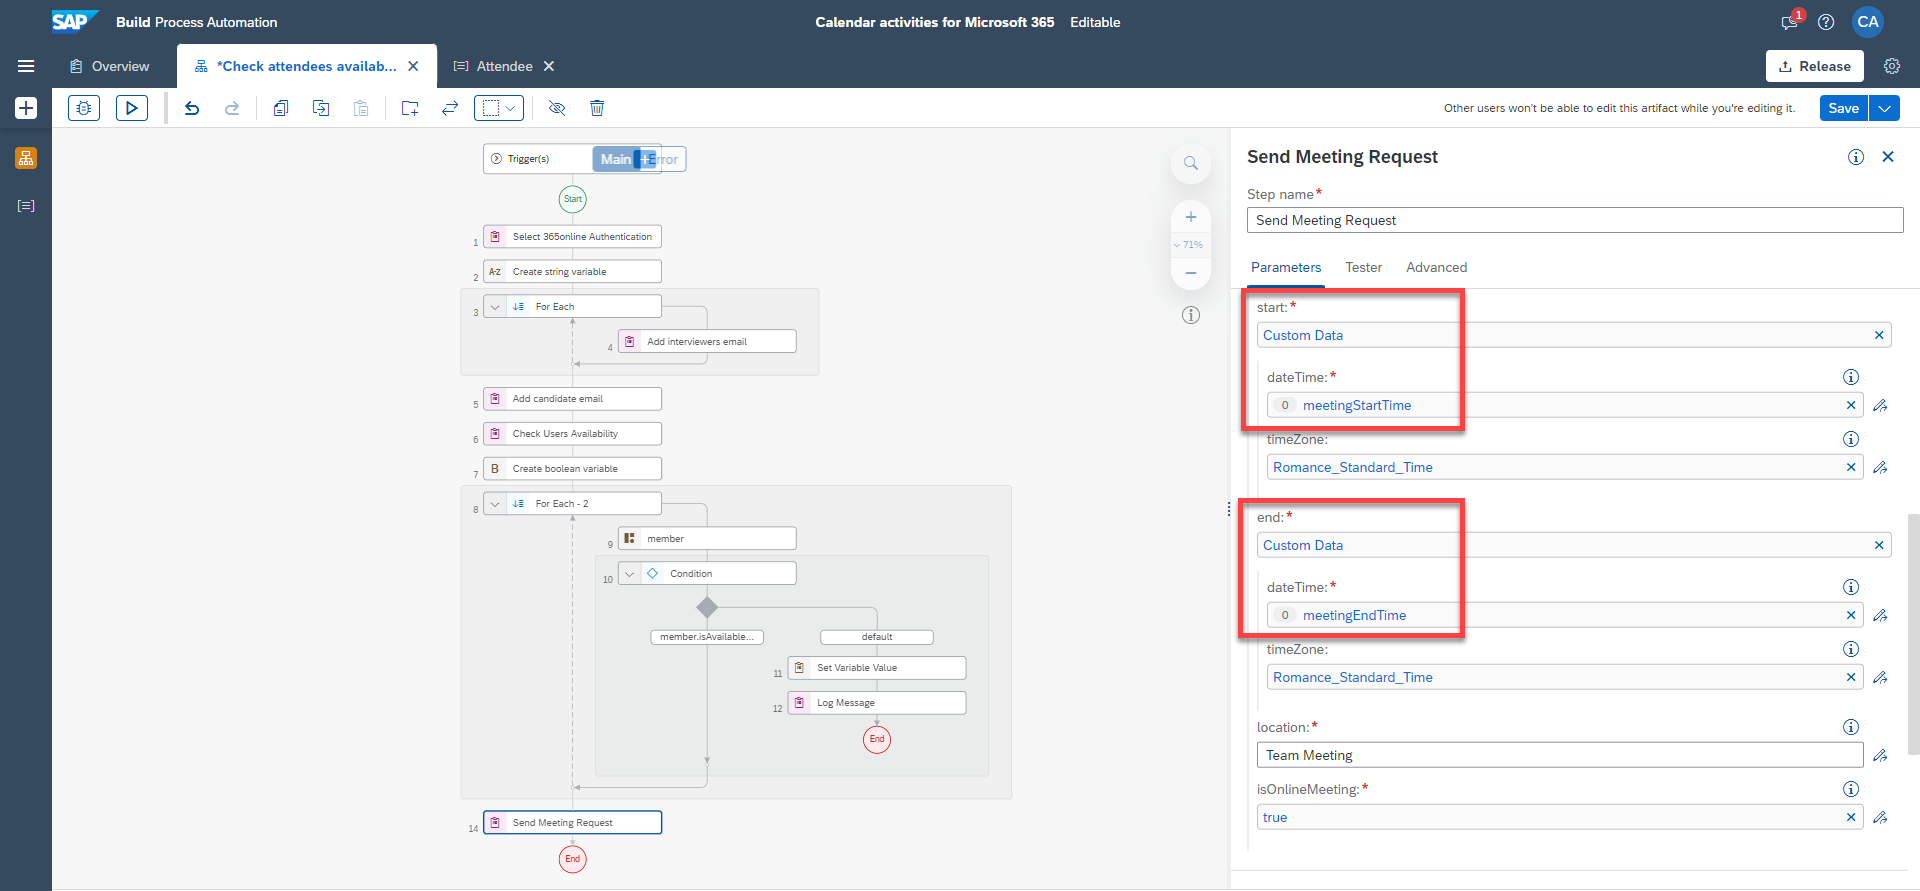 SAP Build Process Automation
Calendar activities for Microsoft 365 Editable
1
CA
Overview
*Check attendees availab...
Attendee
Release
Other users won't be able to edit this artifact while you're editing it.
Save
Trigger(s)
Main
Error
Start
1 Select 365online Authentication
2 A-Z Create string variable
3 For Each
4 Add interviewers email
5 Add candidate email
6 Check Users Availability
7 B Create boolean variable
8 For Each - 2
9 member
10 Condition
member.isAvailable...
default
11 Set Variable Value
12 Log Message
End
14 Send Meeting Request
End
71%
Send Meeting Request
Step name*
Send Meeting Request
Parameters
Tester
Advanced
start:*
Custom Data
dateTime:*
0 meetingStartTime
timeZone:
Romance_Standard_Time
end:*
Custom Data
dateTime:*
0 meetingEndTime
timeZone:
Romance_Standard_Time
location:*
Team Meeting
isOnlineMeeting:*
true